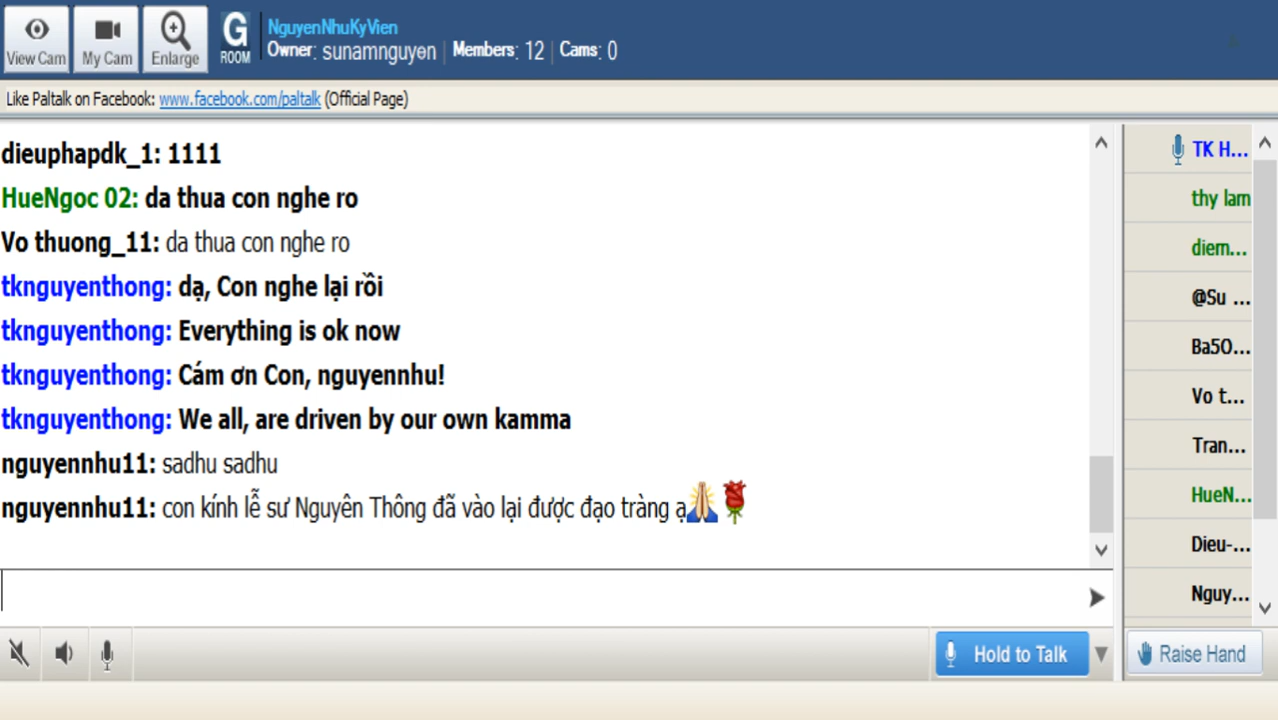 View Cam
My Cam
Enlarge
G
ROOM
NguyenNhuKyVien
Owner: sunamnguyen | Members: 12 | Cams: 0
Like Paltalk on Facebook: www.facebook.com/paltalk (Official Page)
dieuphapdk_1: 1111
HueNgoc 02: da thua con nghe ro
Vo thuong_11: da thua con nghe ro
tknguyenthong: dạ, Con nghe lại rồi
tknguyenthong: Everything is ok now
tknguyenthong: Cám ơn Con, nguyennhu!
tknguyenthong: We all, are driven by our own kamma
nguyennhu11: sadhu sadhu
nguyennhu11: con kính lễ sư Nguyên Thông đã vào lại được đạo tràng ạ
TK H...
thy lam
diem...
@Su ...
Ba5O...
Vo t...
Tran...
HueN...
Dieu-...
Nguy...
Hold to Talk
Raise Hand